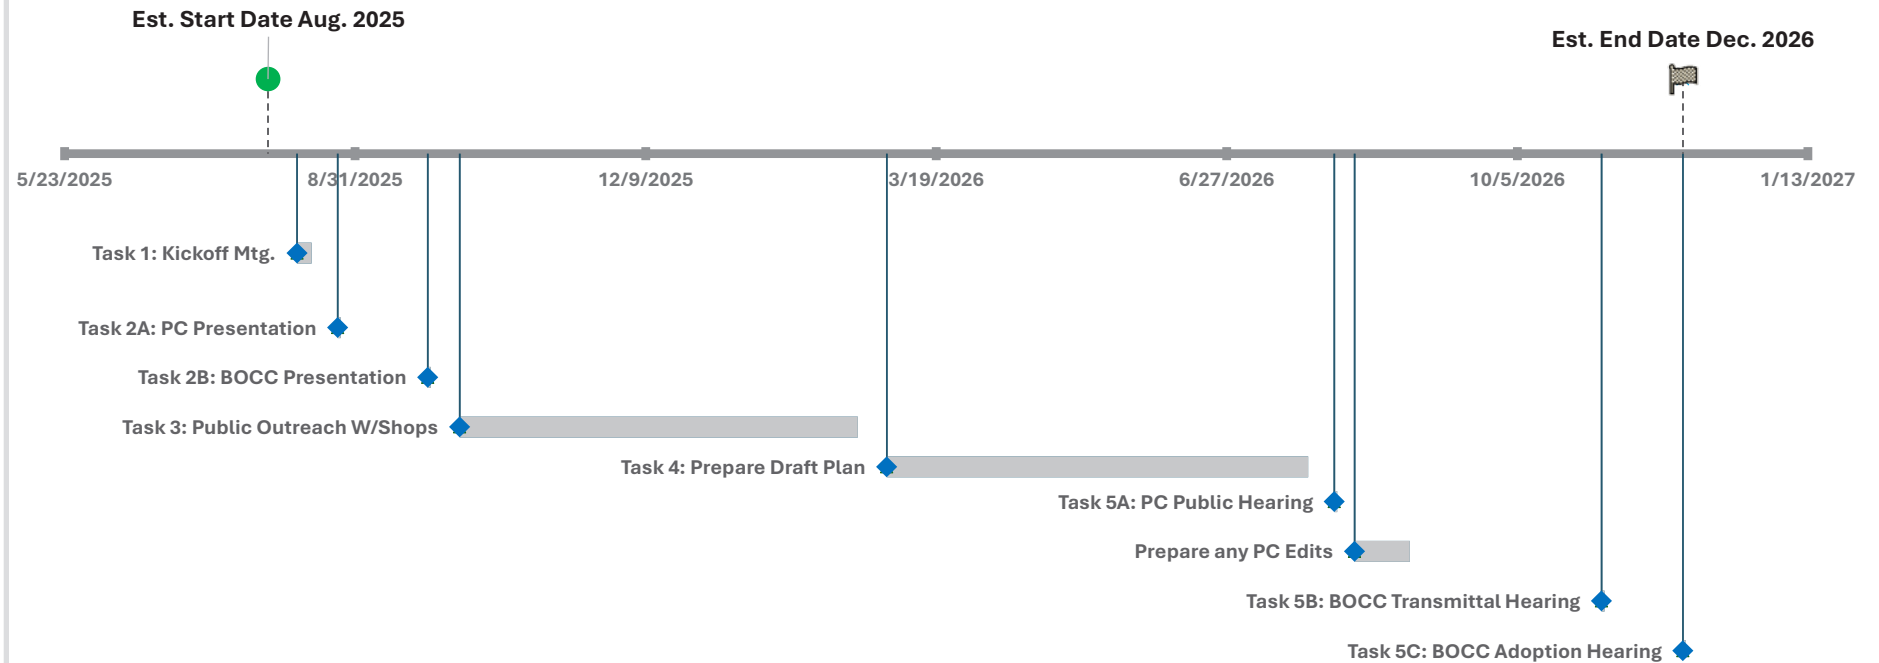 Est. Start Date Aug. 2025
Est. End Date Dec. 2026
5/23/2025
8/31/2025
12/9/2025
3/19/2026
6/27/2026
10/5/2026
1/13/2027
Task 1: Kickoff Mtg.
Task 2A: PC Presentation
Task 2B: BOCC Presentation
Task 3: Public Outreach W/Shops
Task 4: Prepare Draft Plan
Task 5A: PC Public Hearing
Prepare any PC Edits
Task 5B: BOCC Transmittal Hearing
Task 5C: BOCC Adoption Hearing